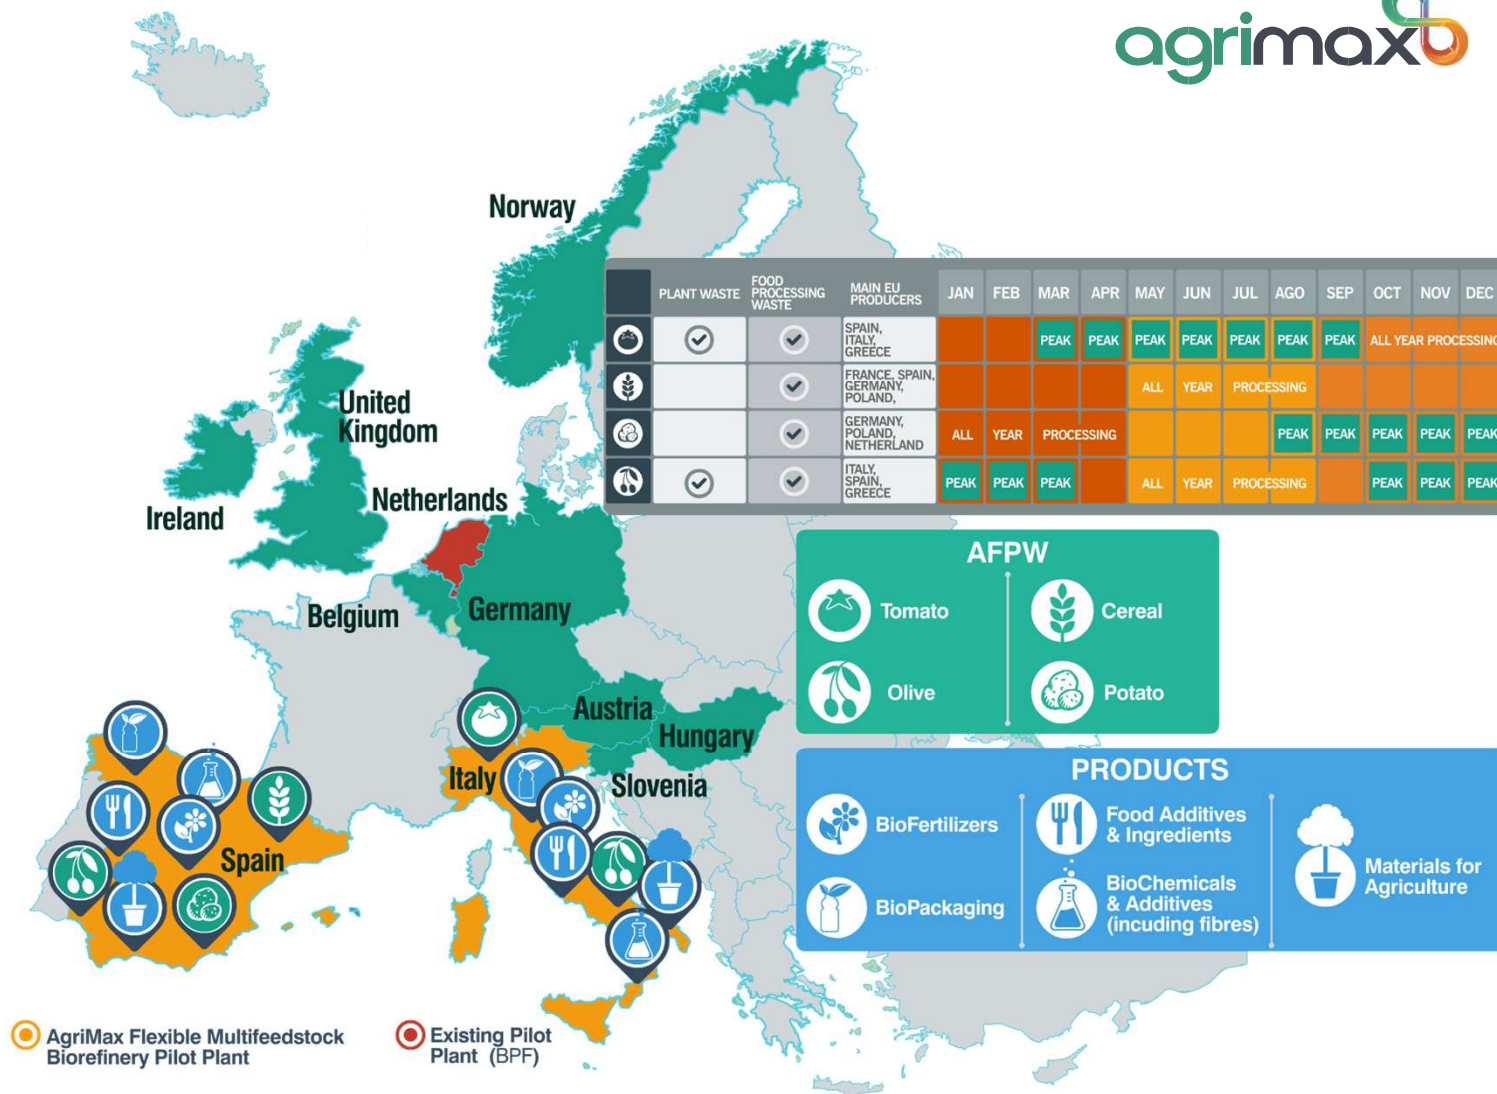 agrimax
Norway
United
Kingdom
Ireland
Netherlands
Belgium
Germany
Austria
Hungary
Slovenia
Italy
Spain
PLANT WASTE
FOOD
PROCESSING
WASTE
MAIN EU
PRODUCERS
JAN FEB MAR APR MAY JUN JUL AGO SEP OCT NOV DEC
SPAIN,
ITALY,
GREECE
PEAK PEAK PEAK PEAK PEAK PEAK PEAK ALL YEAR PROCESSING
FRANCE, SPAIN,
GERMANY,
POLAND,
ALL YEAR PROCESSING
GERMANY,
POLAND,
NETHERLAND
ALL YEAR PROCESSING PEAK PEAK PEAK PEAK PEAK
ITALY,
SPAIN,
GREECE
PEAK PEAK PEAK ALL YEAR PROCESSING PEAK PEAK PEAK
AFPW
Tomato
Cereal
Olive
Potato
PRODUCTS
BioFertilizers
Food Additives
& Ingredients
BioPackaging
BioChemicals
& Additives
(incuding fibres)
Materials for
Agriculture
AgriMax Flexible Multifeedstock
Biorefinery Pilot Plant
Existing Pilot
Plant (BPF)